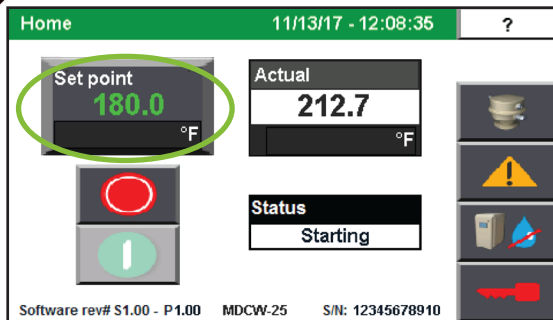 Home 11/13/17 - 12:08:35 ?
Set point
180.0
°F
Actual
212.7
°F
Status
Starting
Software rev# S1.00 - P1.00 MDCW-25 S/N: 12345678910